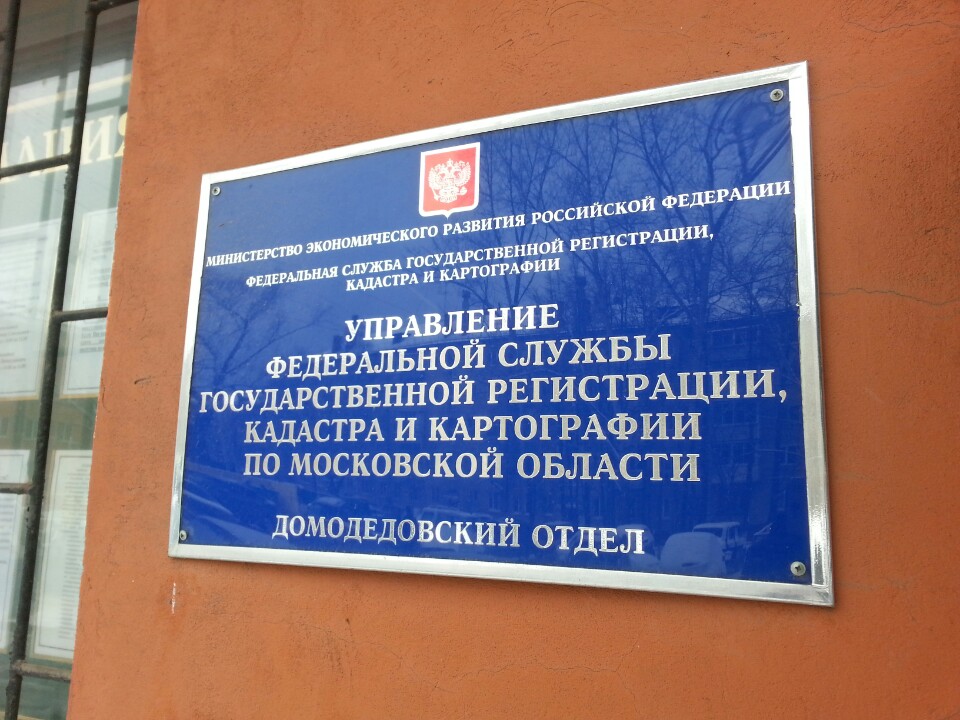 МИНИСТЕРСТВО ЭКОНОМИЧЕСКОГО РАЗВИТИЯ РОССИЙСКОЙ ФЕДЕРАЦИИ
ФЕДЕРАЛЬНАЯ СЛУЖБА ГОСУДАРСТВЕННОЙ РЕГИСТРАЦИИ,
КАДАСТРА И КАРТОГРАФИИ
УПРАВЛЕНИЕ
ФЕДЕРАЛЬНОЙ СЛУЖБЫ
ГОСУДАРСТВЕННОЙ РЕГИСТРАЦИИ,
КАДАСТРА И КАРТОГРАФИИ
ПО МОСКОВСКОЙ ОБЛАСТИ
ДОМОДЕДОВСКИЙ ОТДЕЛ